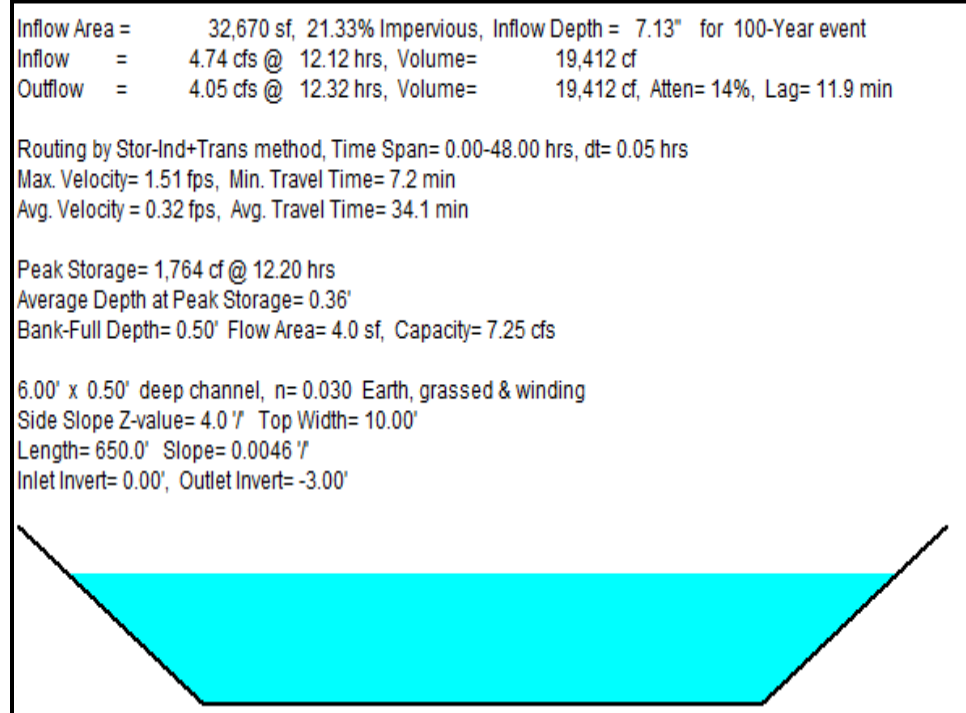 Inflow Area = 32,670 sf, 21.33% Impervious, Inflow Depth = 7.13" for 100-Year event
Inflow = 4.74 cfs @ 12.12 hrs, Volume= 19,412 cf
Outflow = 4.05 cfs @ 12.32 hrs, Volume= 19,412 cf, Atten= 14%, Lag= 11.9 min
Routing by Stor-Ind+Trans method, Time Span= 0.00-48.00 hrs, dt= 0.05 hrs
Max. Velocity= 1.51 fps, Min. Travel Time= 7.2 min
Avg. Velocity = 0.32 fps, Avg. Travel Time= 34.1 min
Peak Storage= 1,764 cf @ 12.20 hrs
Average Depth at Peak Storage= 0.36'
Bank-Full Depth= 0.50' Flow Area= 4.0 sf, Capacity= 7.25 cfs
6.00' x 0.50' deep channel, n= 0.030 Earth, grassed & winding
Side Slope Z-value= 4.0 '/' Top Width= 10.00'
Length= 650.0' Slope= 0.0046 '/'
Inlet Invert= 0.00', Outlet Invert= -3.00'